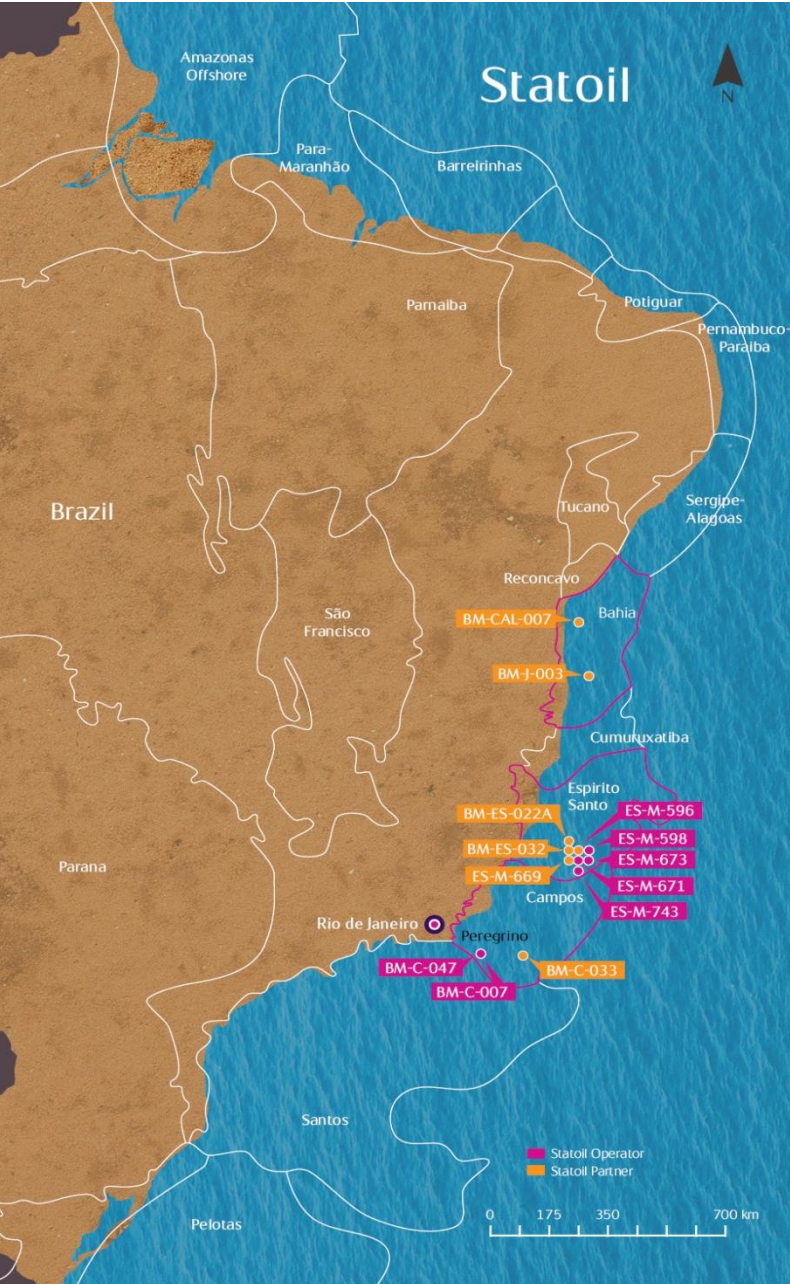 Amazonas
Offshore
Statoil
N
Para-
Maranhão
Barreirinhas
Parnaiba
Potiguar
Pernambuco-
Paraiba
Brazil
Tucano
Sergipe-
Alagoas
Reconcavo
São
Francisco
BM-CAL-007
Bahia
BM-J-003
Cumuruxatiba
Espirito
Santo
BM-ES-022A
ES-M-596
BM-ES-032
ES-M-598
ES-M-673
ES-M-669
ES-M-671
Parana
Campos
ES-M-743
Rio de Janeiro
Peregrino
BM-C-047
BM-C-033
BM-C-007
Santos
Statoil Operator
Statoil Partner
Pelotas
0 175 350 700 km